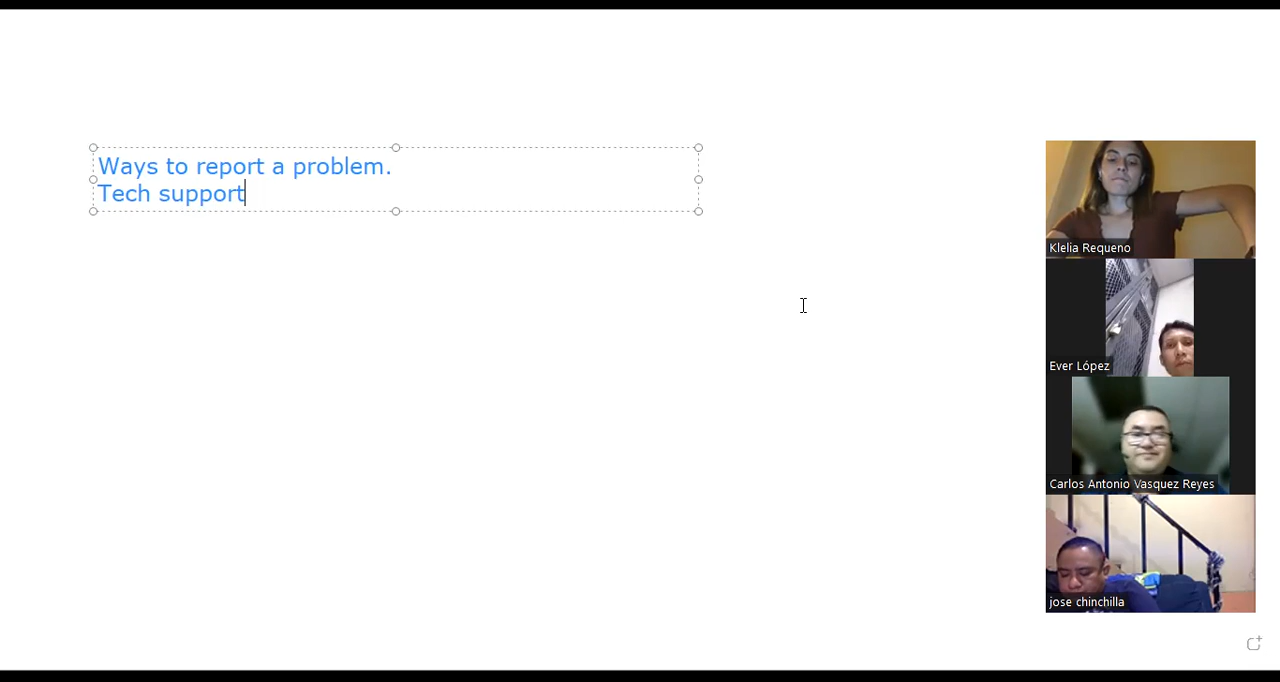 Ways to report a problem.
Tech support
Klelia Requeno
Ever López
Carlos Antonio Vasquez Reyes
jose chinchilla